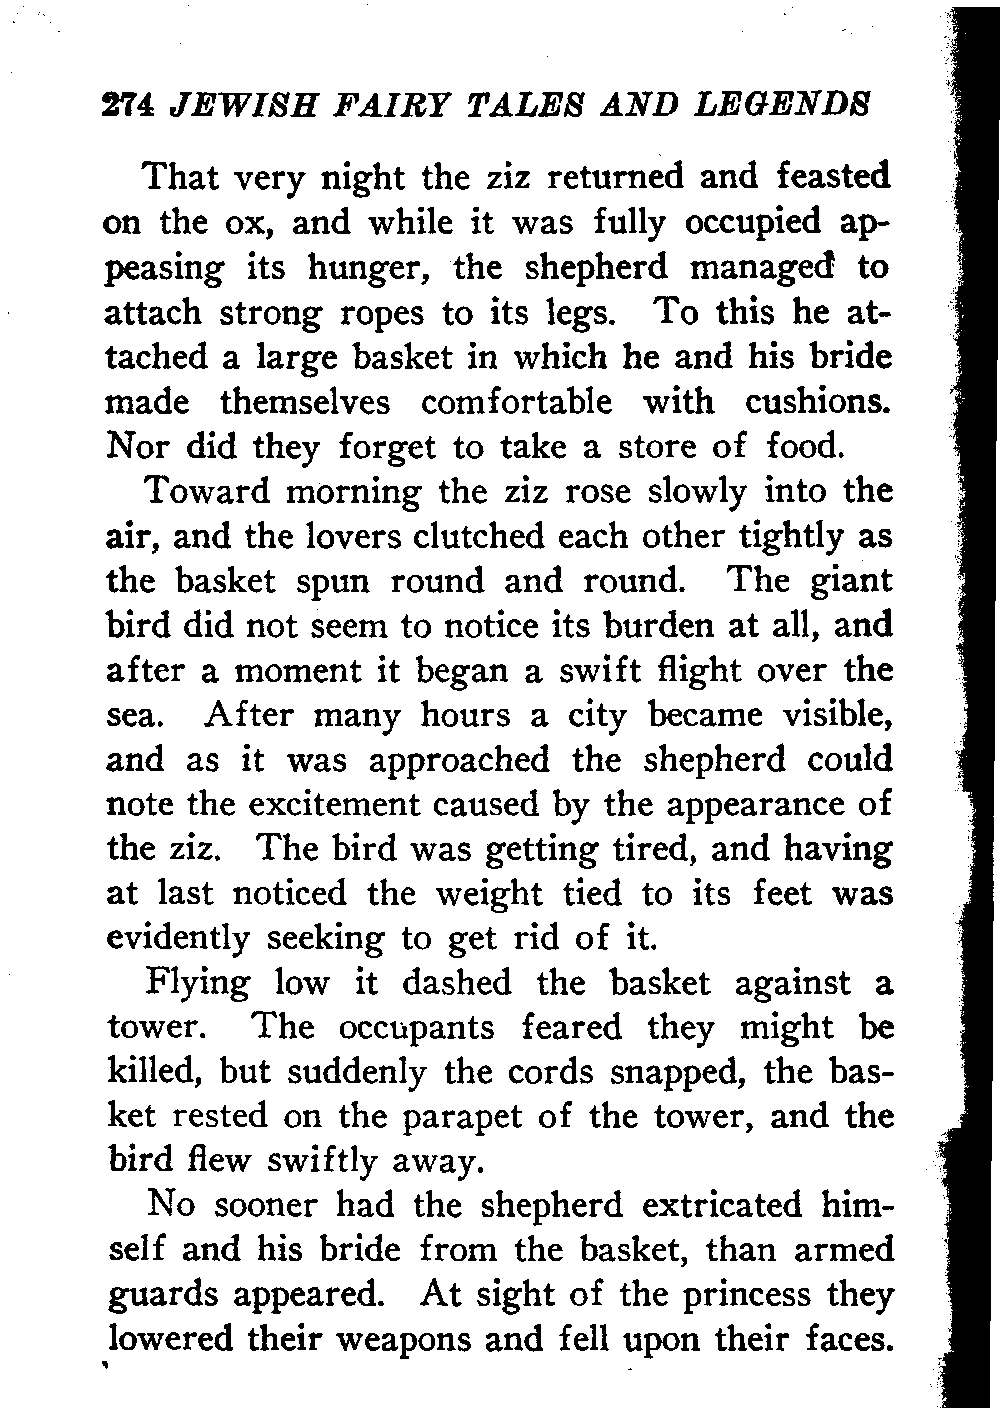 274 JEWISH FAIRY TALES AND LEGENDS
That very night the ziz returned and feasted
on the ox, and while it was fully occupied ap-
peasing its hunger, the shepherd managed to
attach strong ropes to its legs. To this he at-
tached a large basket in which he and his bride
made themselves comfortable with cushions.
Nor did they forget to take a store of food.
Toward morning the ziz rose slowly into the
air, and the lovers clutched each other tightly as
the basket spun round and round. The giant
bird did not seem to notice its burden at all, and
after a moment it began a swift flight over the
sea. After many hours a city became visible,
and as it was approached the shepherd could
note the excitement caused by the appearance of
the ziz. The bird was getting tired, and having
at last noticed the weight tied to its feet was
evidently seeking to get rid of it.
Flying low it dashed the basket against a
tower. The occupants feared they might be
killed, but suddenly the cords snapped, the bas-
ket rested on the parapet of the tower, and the
bird flew swiftly away.
No sooner had the shepherd extricated him-
self and his bride from the basket, than armed
guards appeared. At sight of the princess they
lowered their weapons and fell upon their faces.